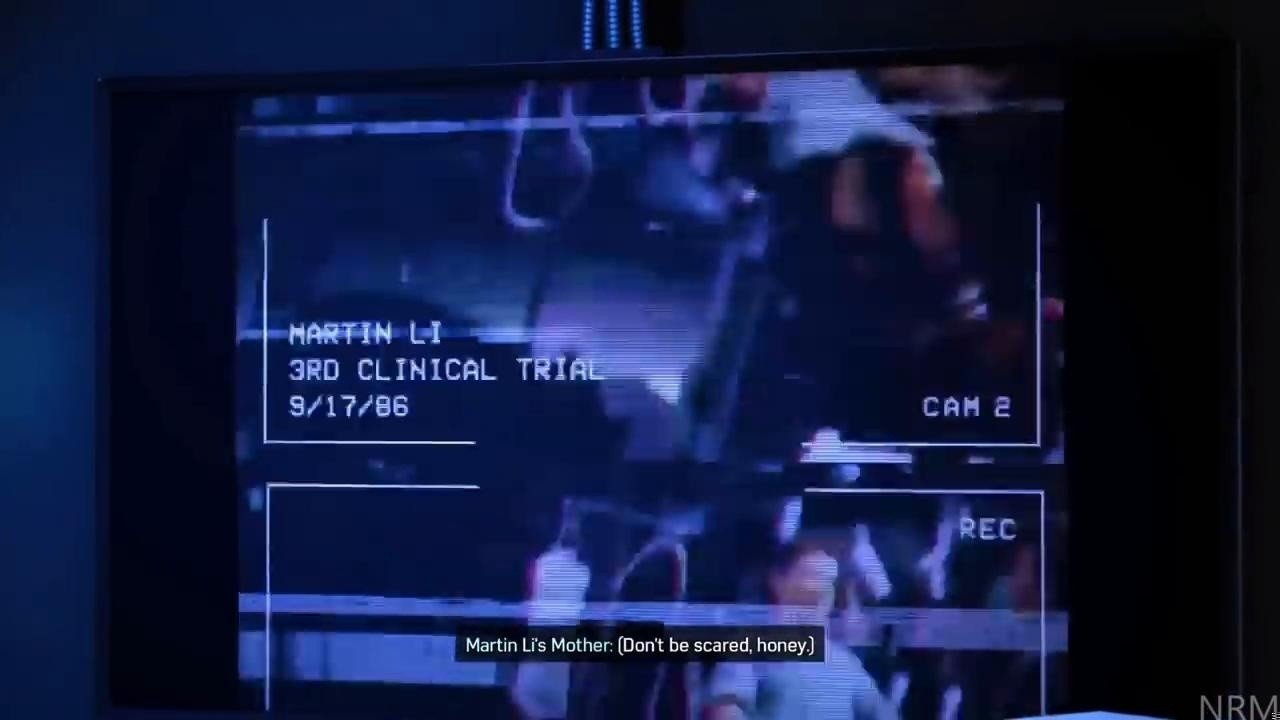 MARTIN LI
3RD CLINICAL TRIAL
9/17/86
CAM 2
REC
Martin Li's Mother: (Don't be scared, honey.)
NRM